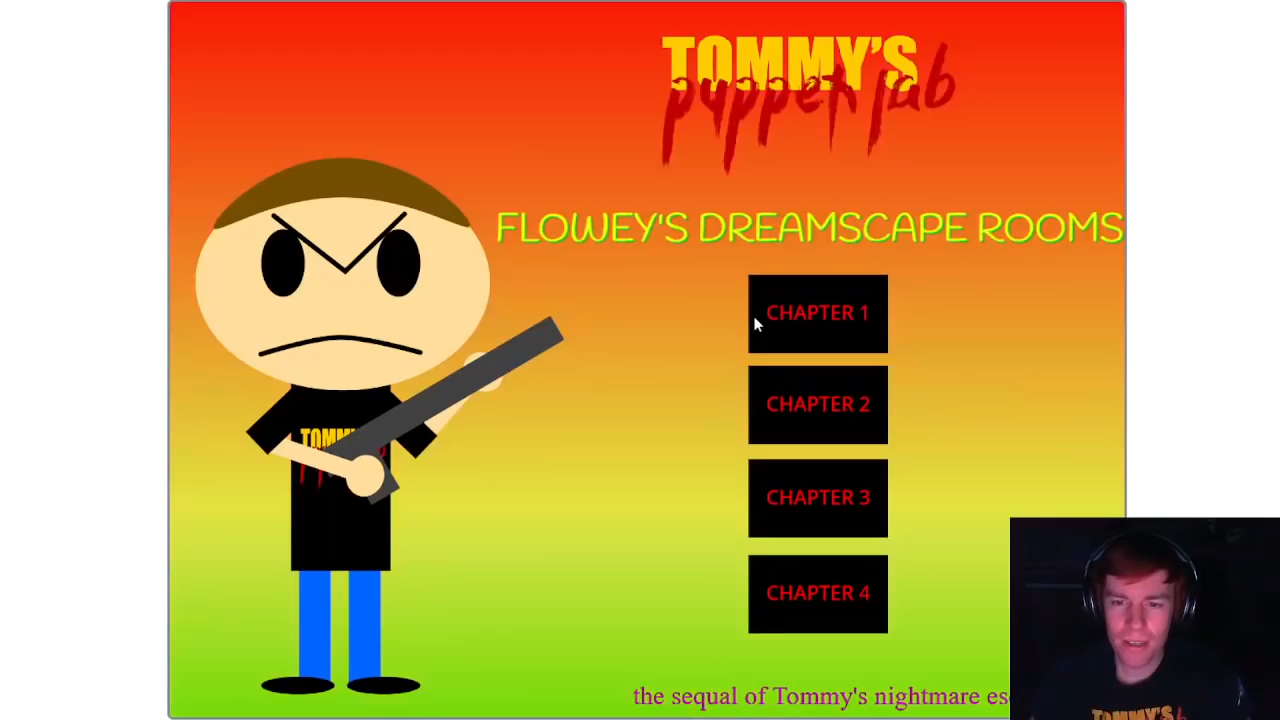 TOMMY'S
puppet lab
FLOWEY'S DREAMSCAPE ROOMS
CHAPTER 1
CHAPTER 2
CHAPTER 3
CHAPTER 4
the sequal of Tommy's nightmare
TOMMY'S